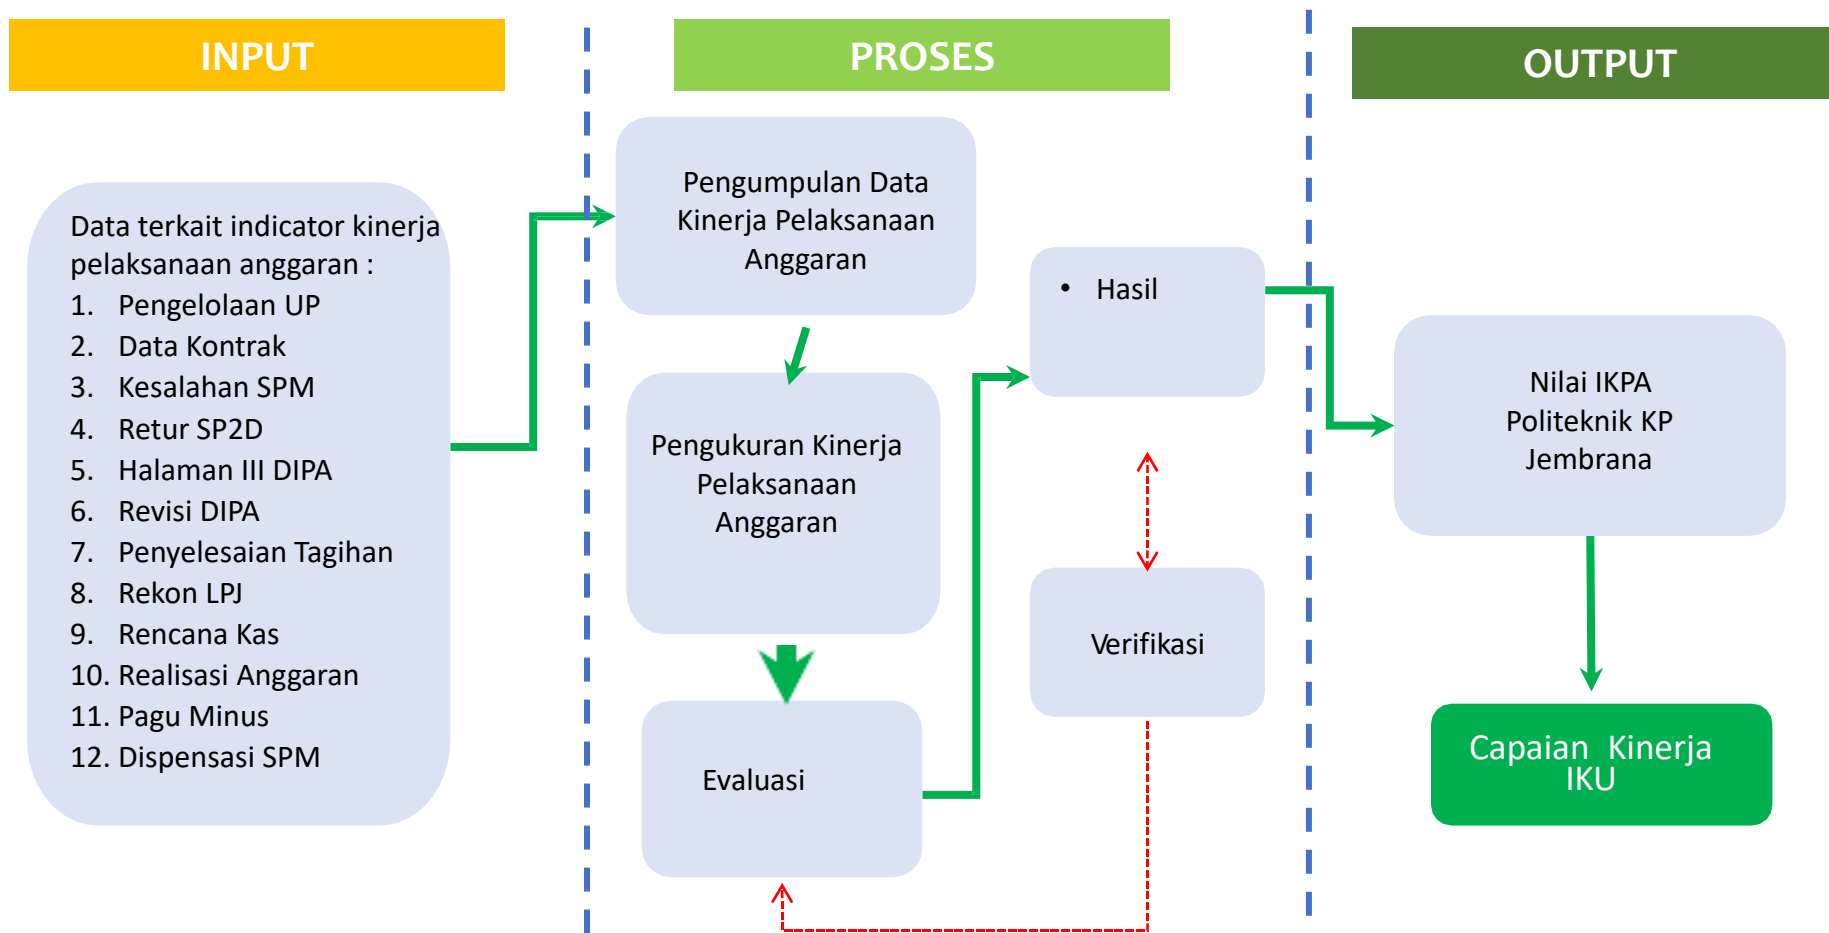 INPUT
PROSES
OUTPUT
Data terkait indicator kinerja
pelaksanaan anggaran :
1. Pengelolaan UP
2. Data Kontrak
3. Kesalahan SPM
4. Retur SP2D
5. Halaman III DIPA
6. Revisi DIPA
7. Penyelesaian Tagihan
8. Rekon LPJ
9. Rencana Kas
10. Realisasi Anggaran
11. Pagu Minus
12. Dispensasi SPM
Pengumpulan Data
Kinerja Pelaksanaan
Anggaran
Pengukuran Kinerja
Pelaksanaan
Anggaran
Evaluasi
• Hasil
Verifikasi
Nilai IKPA
Politeknik KP
Jembrana
Capaian Kinerja
IKU